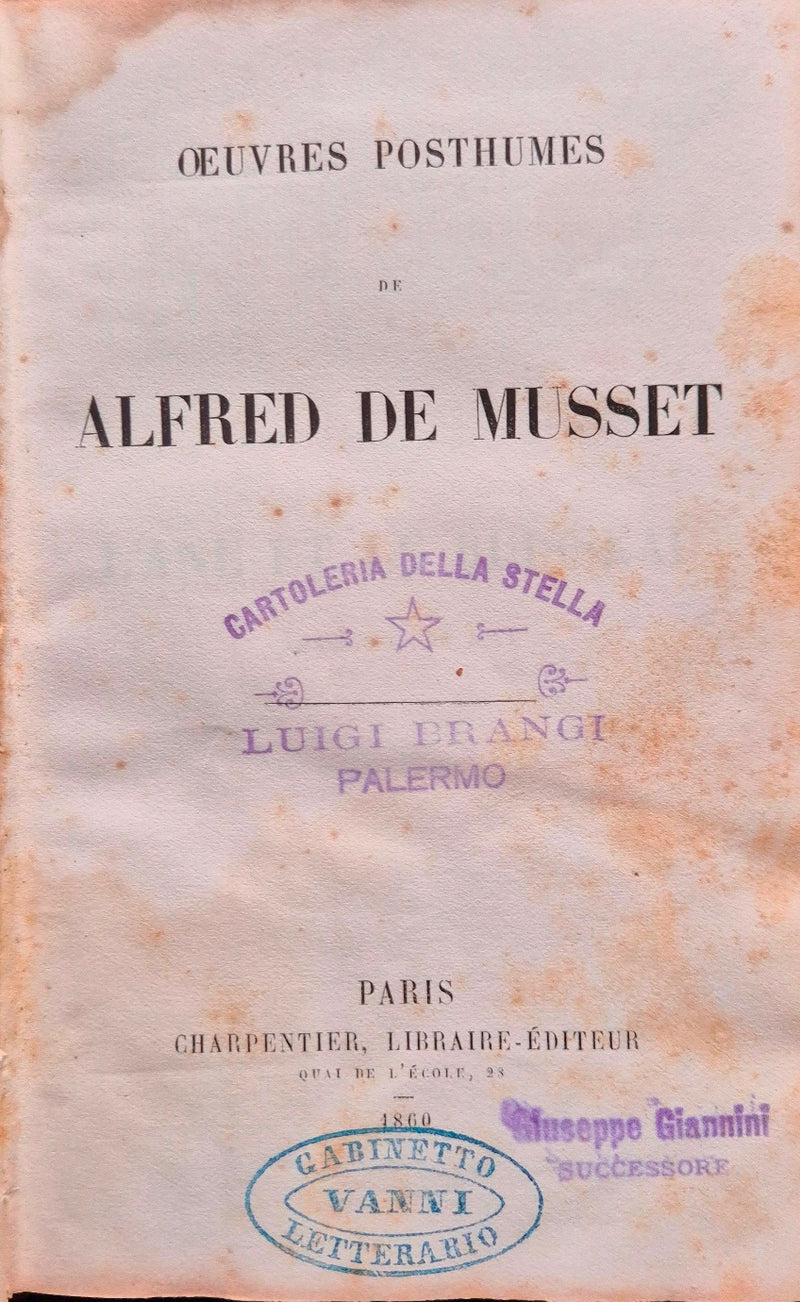 OEUVRES POSTHUMES
DE
ALFRED DE MUSSET
CARTOLERIA DELLA STELLA
LUIGI BRANGI
PALERMO
PARIS
CHARPENTIER, LIBRAIRE-ÉDITEUR
QUAI DE L'ÉCOLE, 28
1860
Giuseppe Giannini
SUCCESSORE
GABINETTO
VANNI
LETTERARIO